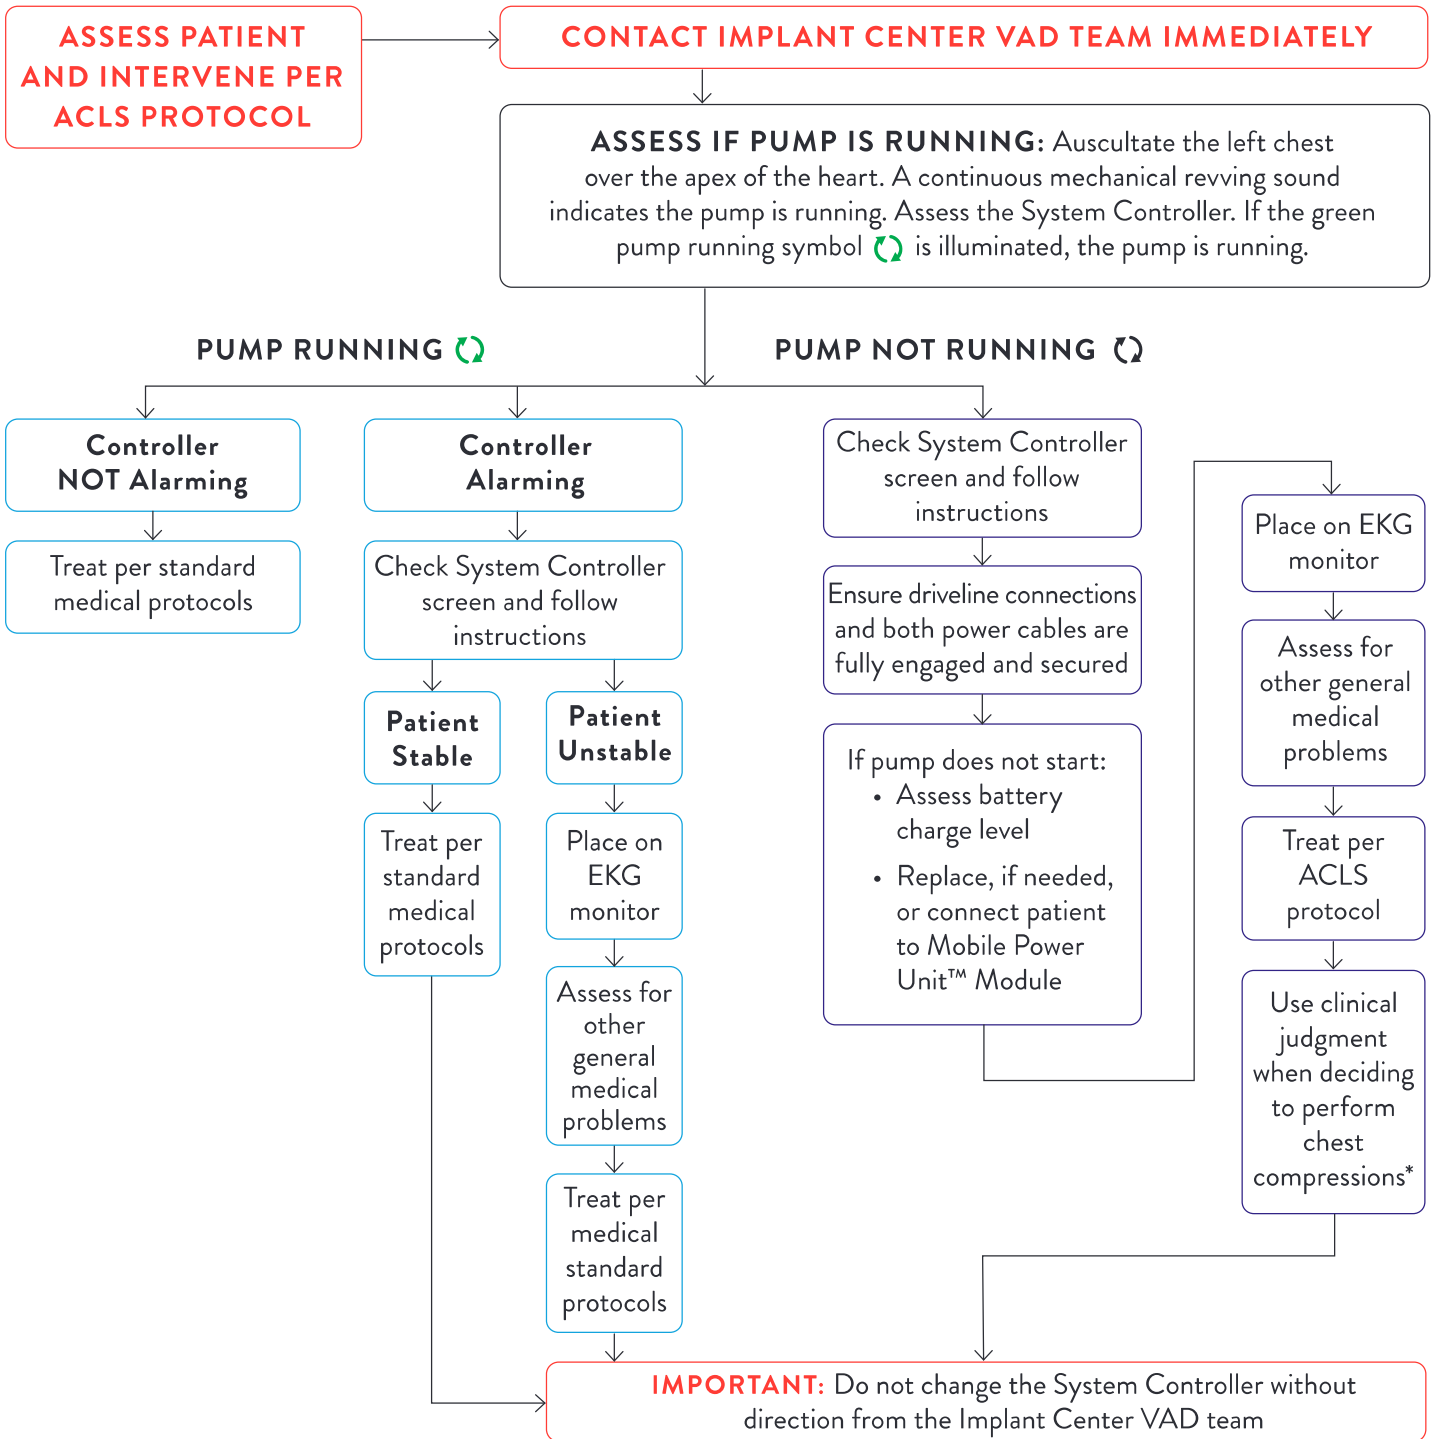 ASSESS PATIENT
AND INTERVENE PER
ACLS PROTOCOL
CONTACT IMPLANT CENTER VAD TEAM IMMEDIATELY
ASSESS IF PUMP IS RUNNING: Auscultate the left chest
over the apex of the heart. A continuous mechanical revving sound
indicates the pump is running. Assess the System Controller. If the green
pump running symbol is illuminated, the pump is running.
PUMP RUNNING
PUMP NOT RUNNING
Controller
NOT Alarming
Treat per standard
medical protocols
Controller
Alarming
Check System Controller
screen and follow
instructions
Patient
Stable
Treat per
standard
medical
protocols
Patient
Unstable
Place on
EKG
monitor
Assess for
other
general
medical
problems
Treat per
medical
standard
protocols
Check System Controller
screen and follow
instructions
Ensure driveline connections
and both power cables are
fully engaged and secured
If pump does not start:
• Assess battery
charge level
• Replace, if needed,
or connect patient
to Mobile Power
Unit™ Module
Place on EKG
monitor
Assess for
other general
medical
problems
Treat per
ACLS
protocol
Use clinical
judgment
when deciding
to perform
chest
compressions*
IMPORTANT: Do not change the System Controller without
direction from the Implant Center VAD team